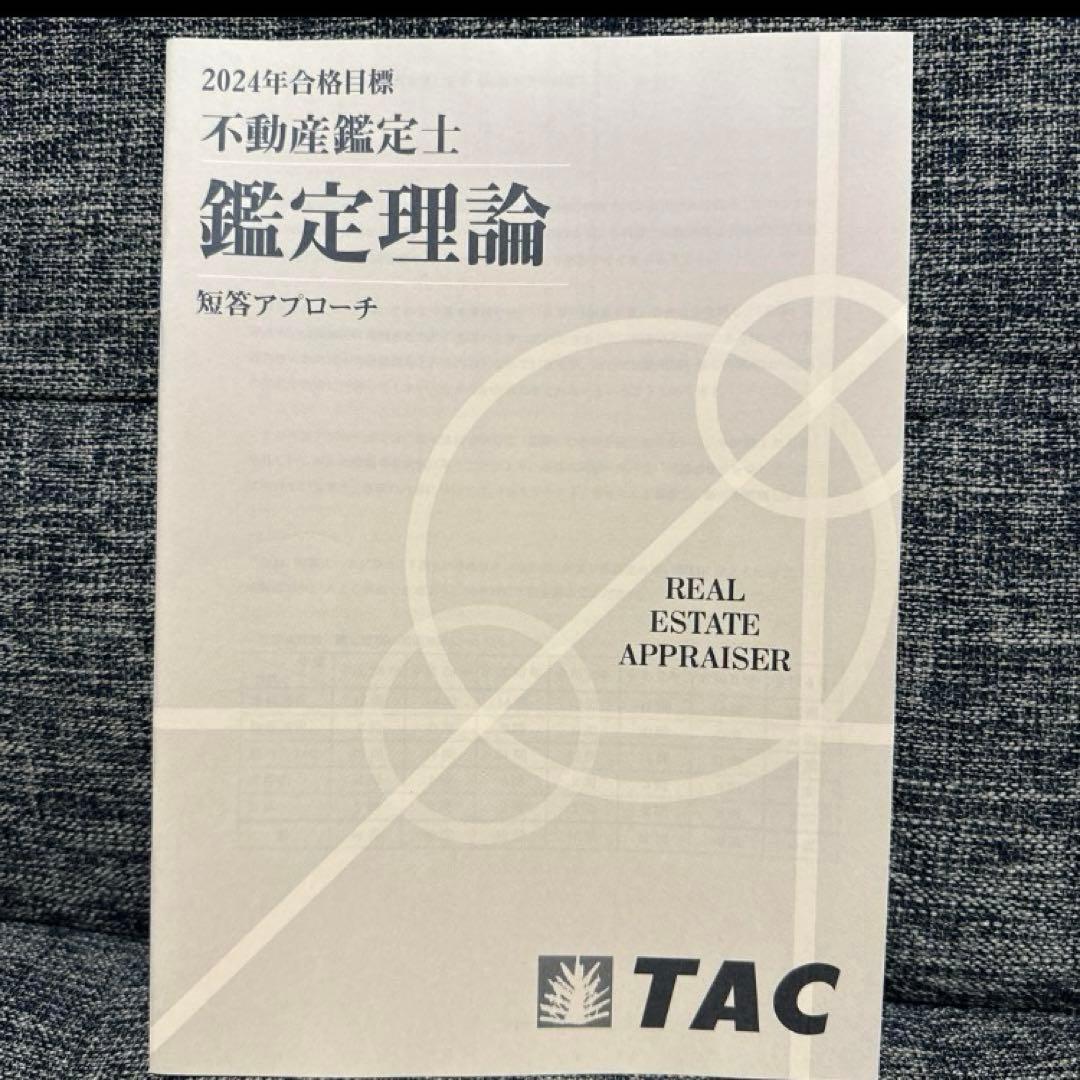 2024年合格目標
不動産鑑定士
鑑定理論
短答アプローチ
REAL
ESTATE
APPRAISER
TAC